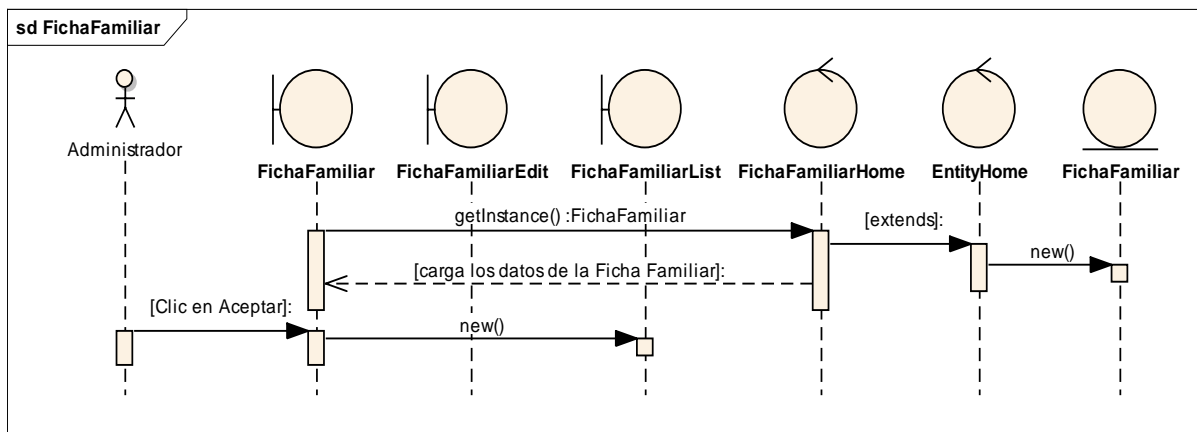 sd FichaFamiliar
Administrador
FichaFamiliar
FichaFamiliarEdit
FichaFamiliarList
FichaFamiliarHome
EntityHome
FichaFamiliar
getInstance() :FichaFamiliar
[extends]:
new()
[carga los datos de la Ficha Familiar]:
[Clic en Aceptar]:
new()